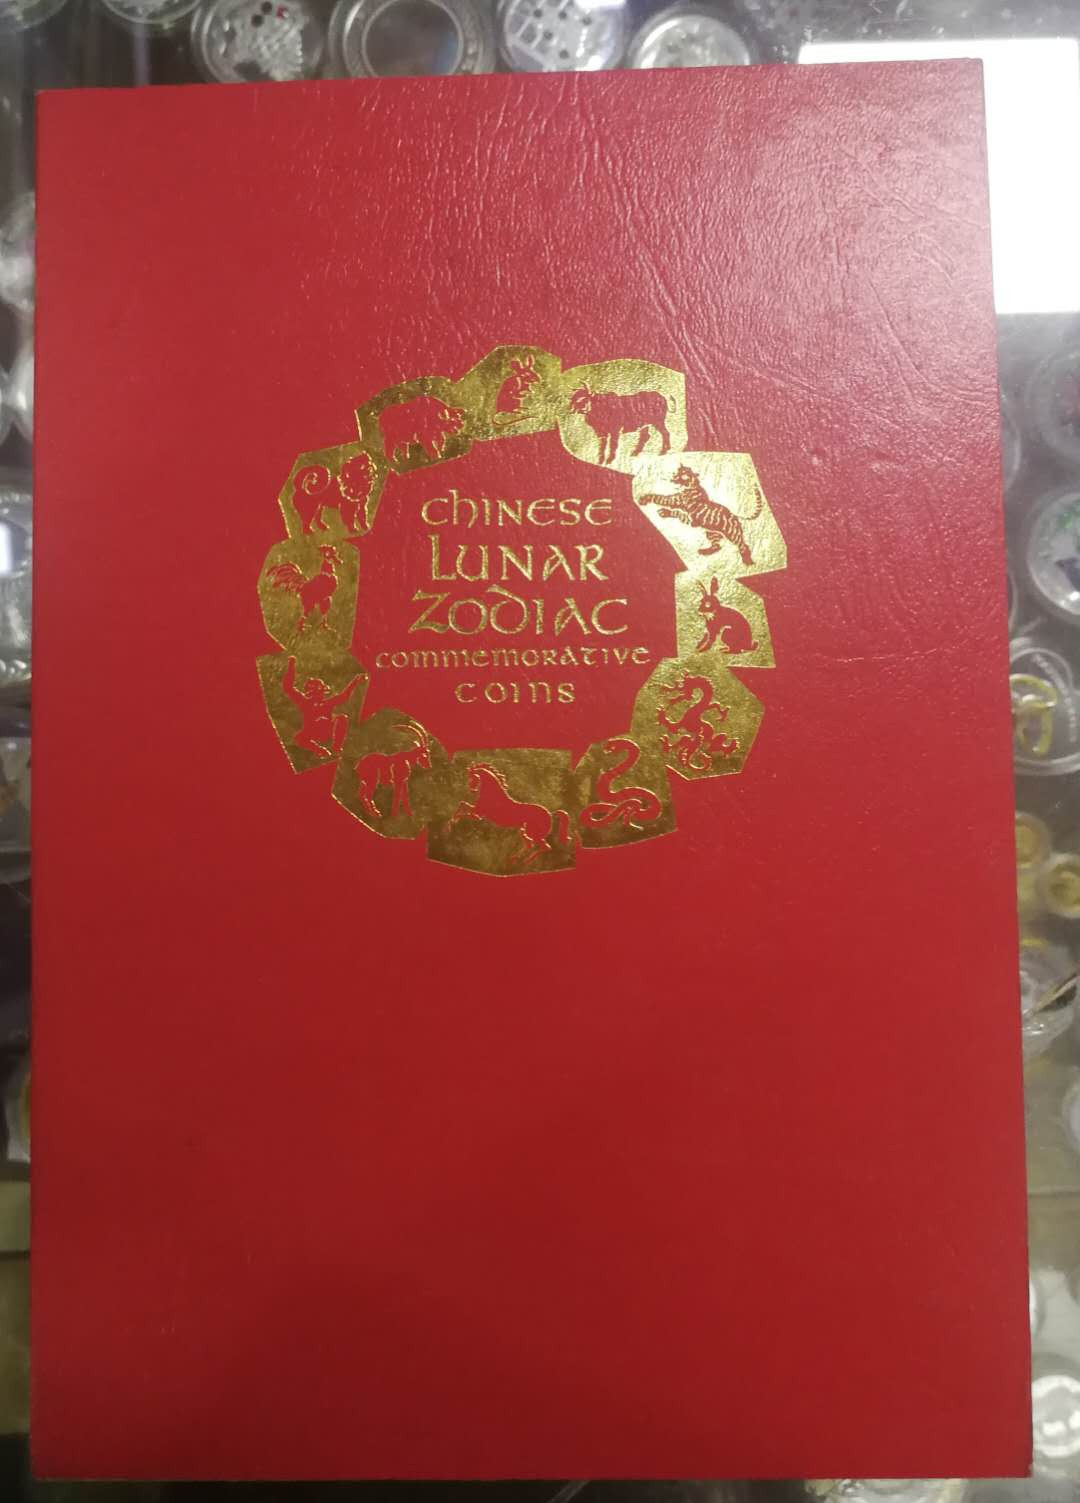 CHINESE
LUNAR
ZODIAC
COMMEMORATIVE
COINS